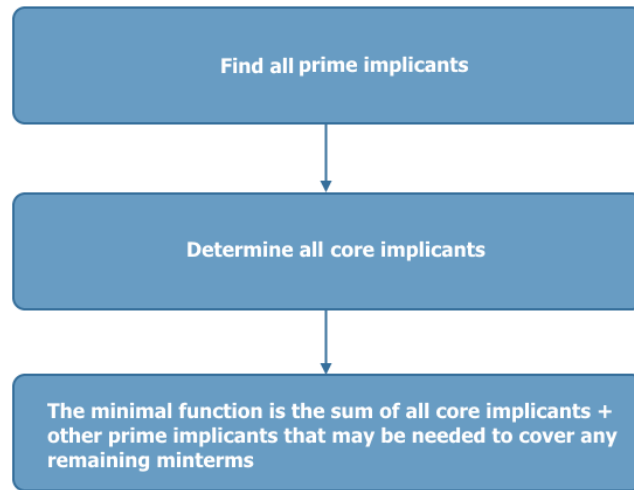 Find all prime implicants
Determine all core implicants
The minimal function is the sum of all core implicants +
other prime implicants that may be needed to cover any
remaining minterms